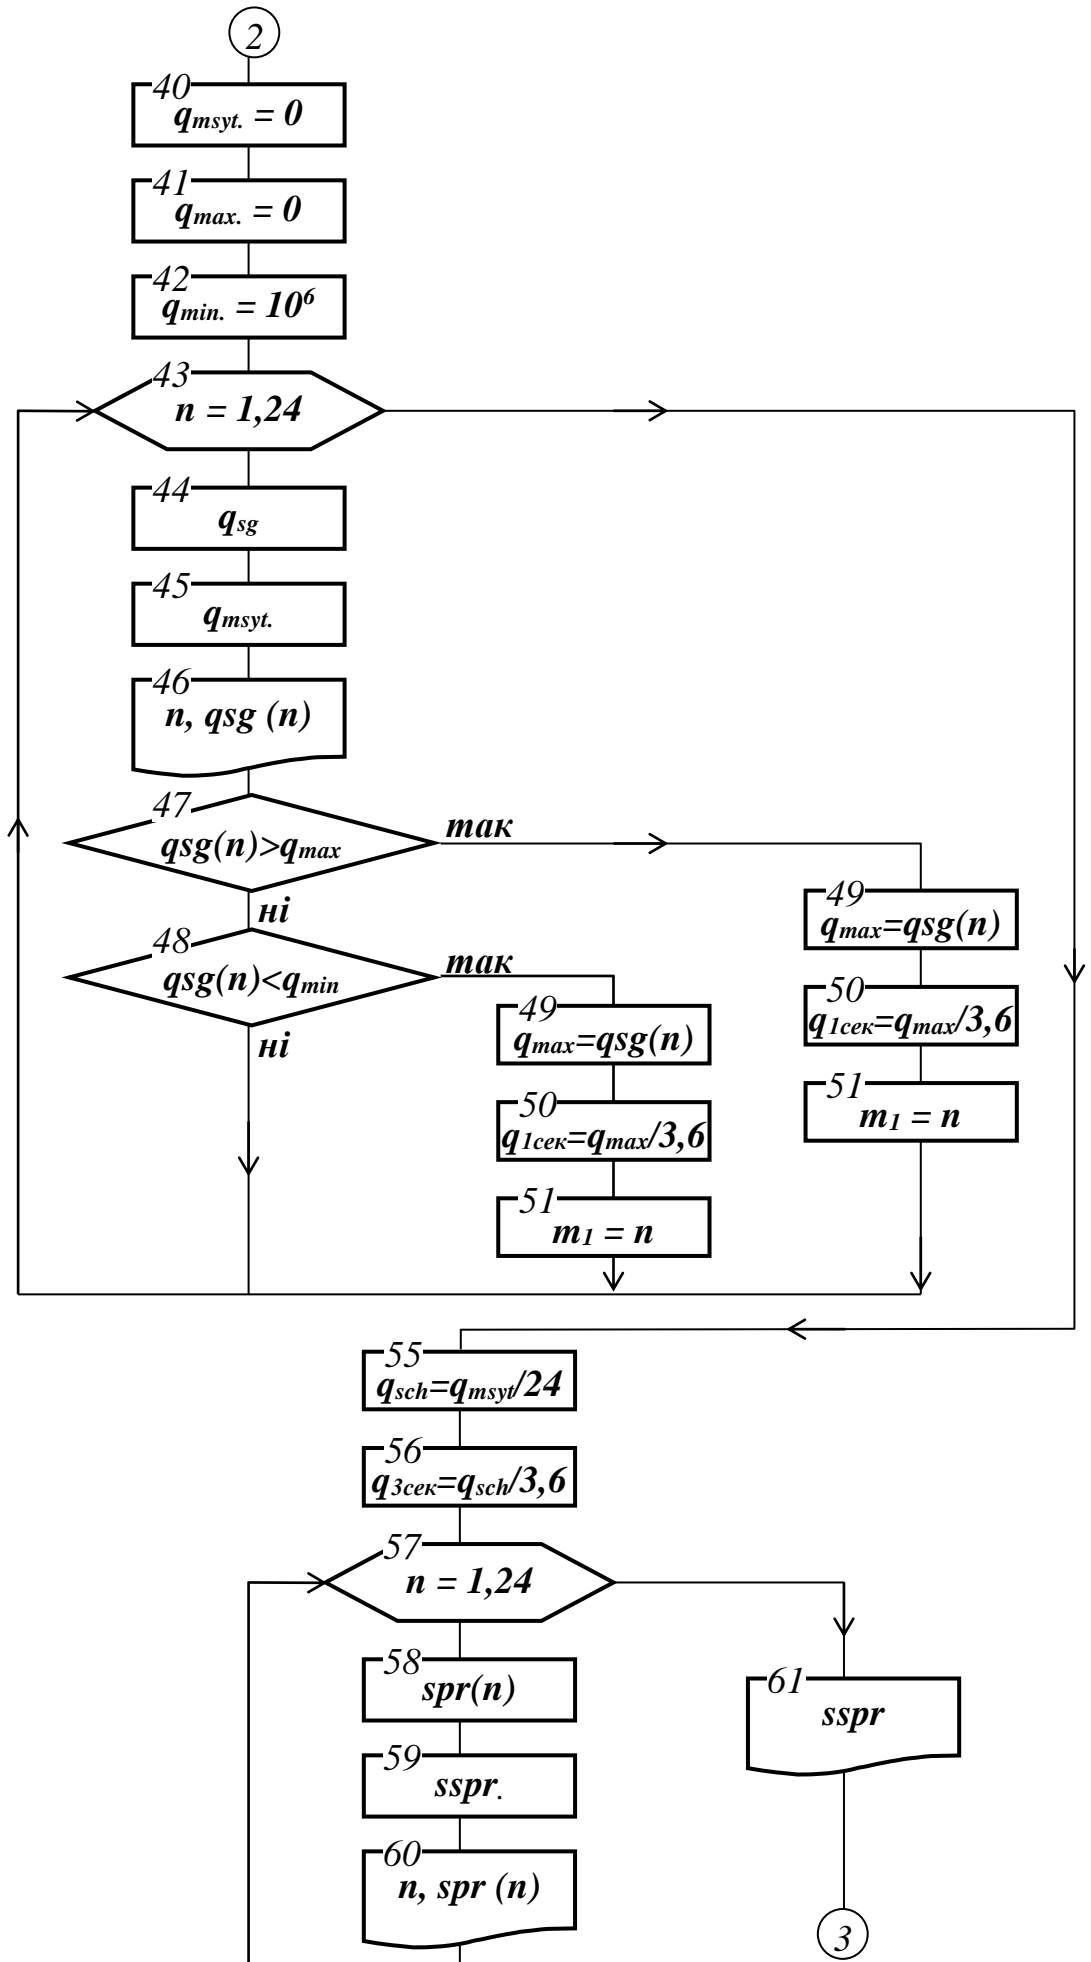 2
40
qmsyt. = 0
41
qmax. = 0
42
qmin. = 10⁶
43
n = 1,24
44
qsg
45
qmsyt.
46
n, qsg (n)
47
qsg(n)>qmax
так
ні
48
qsg(n)<qmin
так
ні
49
qmax=qsg(n)
50
q1сек=qmax/3,6
51
m1 = n
49
qmax=qsg(n)
50
q1сек=qmax/3,6
51
m1 = n
55
qsch=qmsyt/24
56
q3сек=qsch/3,6
57
n = 1,24
58
spr(n)
59
sspr.
60
n, spr (n)
61
sspr
3